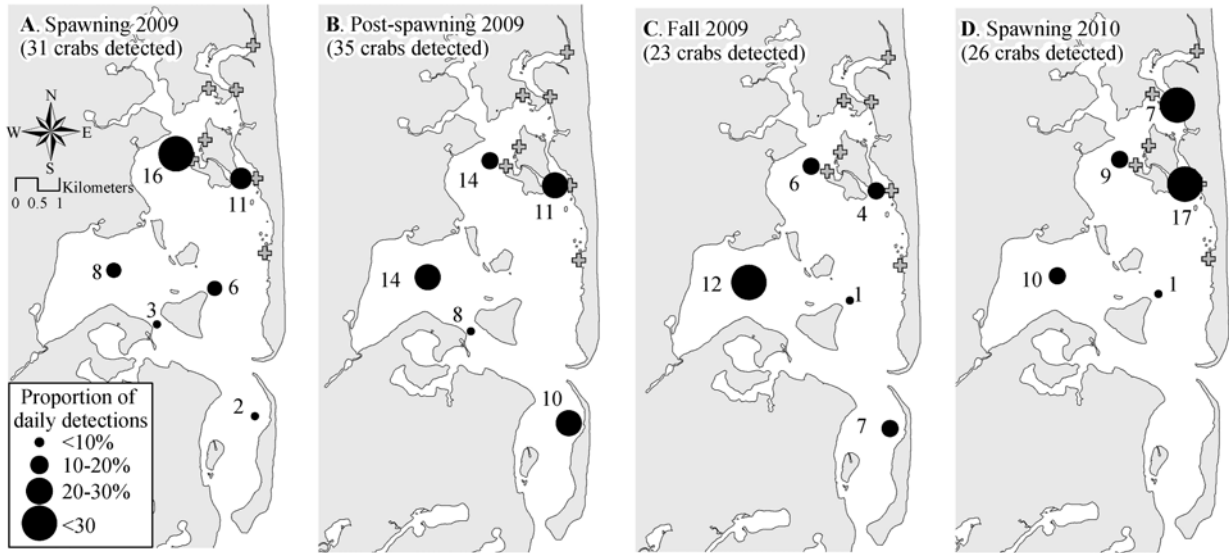 A. Spawning 2009
(31 crabs detected)
N
W E
S
Kilometers
0 0.5 1
16
11
8
6
3
2
Proportion of
daily detections
<10%
10-20%
20-30%
<30
B. Post-spawning 2009
(35 crabs detected)
14
11
14
8
10
C. Fall 2009
(23 crabs detected)
6
4
12
1
7
D. Spawning 2010
(26 crabs detected)
7
9
17
10
1